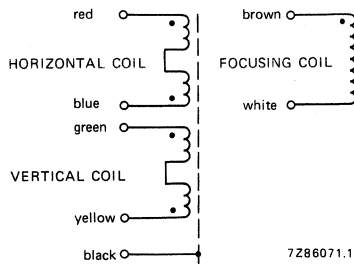 red
brown
HORIZONTAL COIL
FOCUSING COIL
blue
white
green
VERTICAL COIL
yellow
black
7Z86071.1